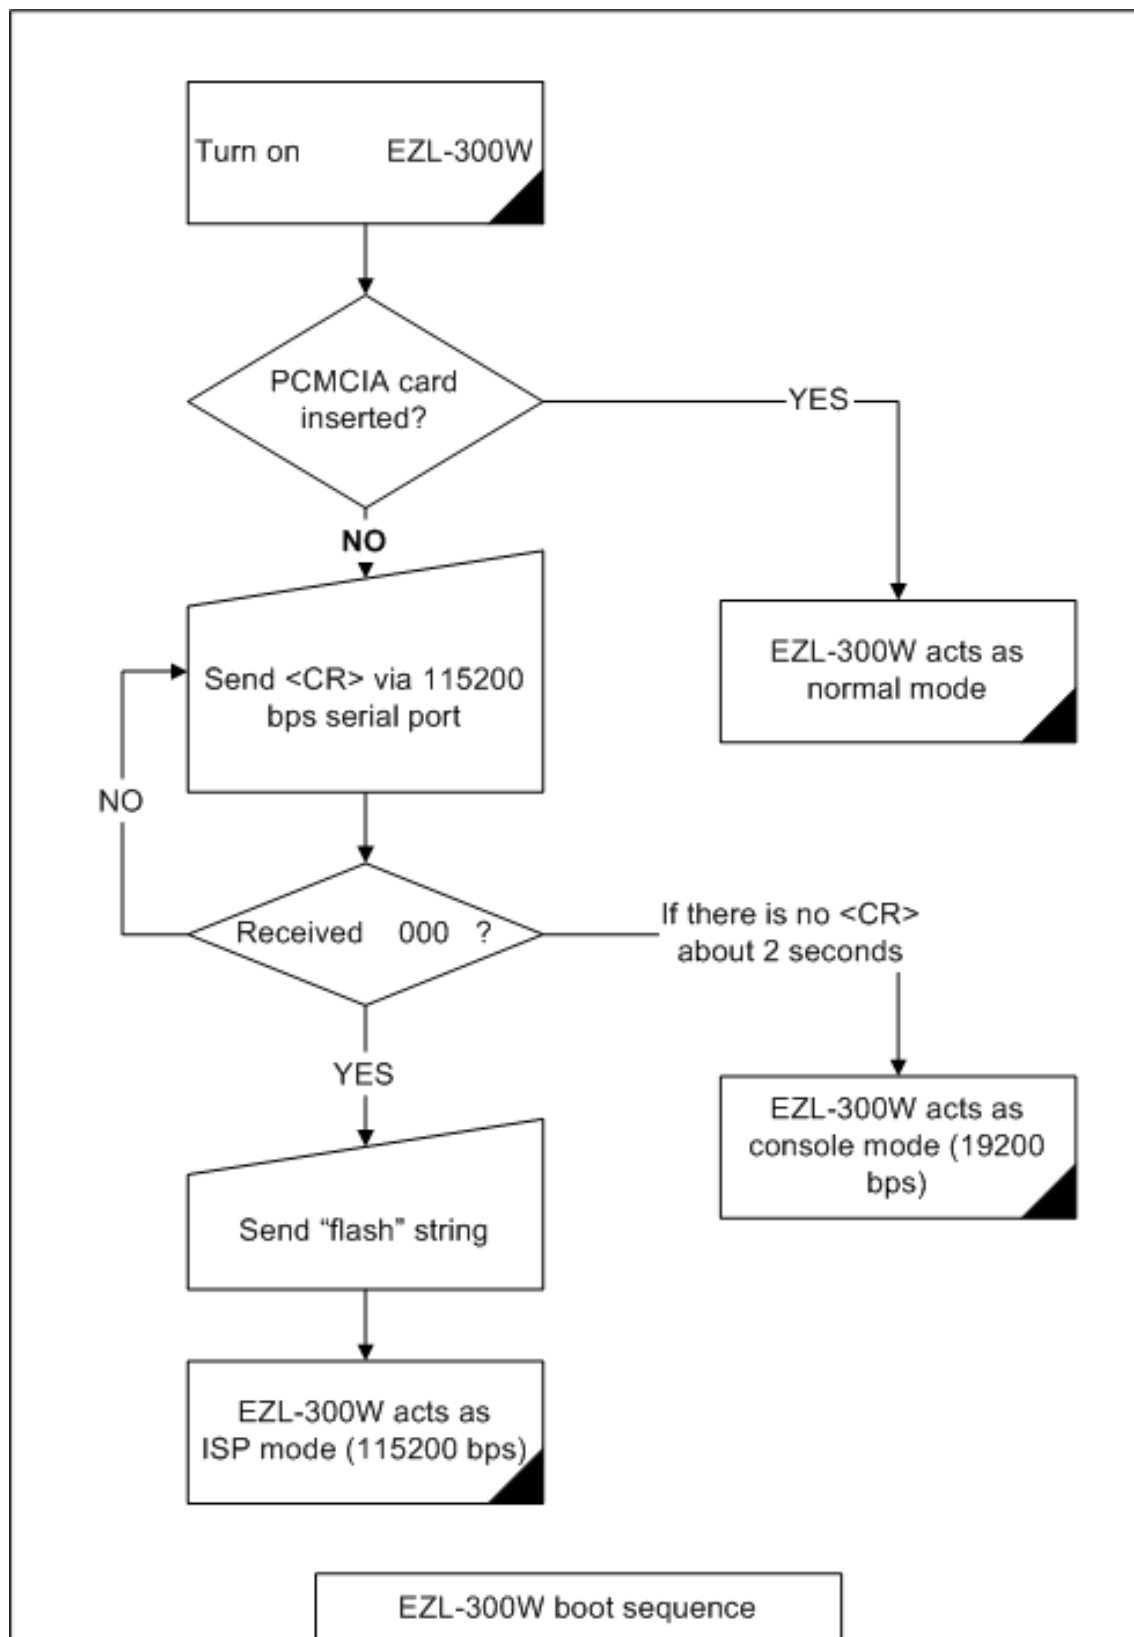 Turn on EZL-300W
PCMCIA card
inserted?
YES
NO
Send <CR> via 115200
bps serial port
EZL-300W acts as
normal mode
NO
Received 000 ?
If there is no <CR>
about 2 seconds
YES
EZL-300W acts as
console mode (19200
bps)
Send “flash” string
EZL-300W acts as
ISP mode (115200 bps)
EZL-300W boot sequence